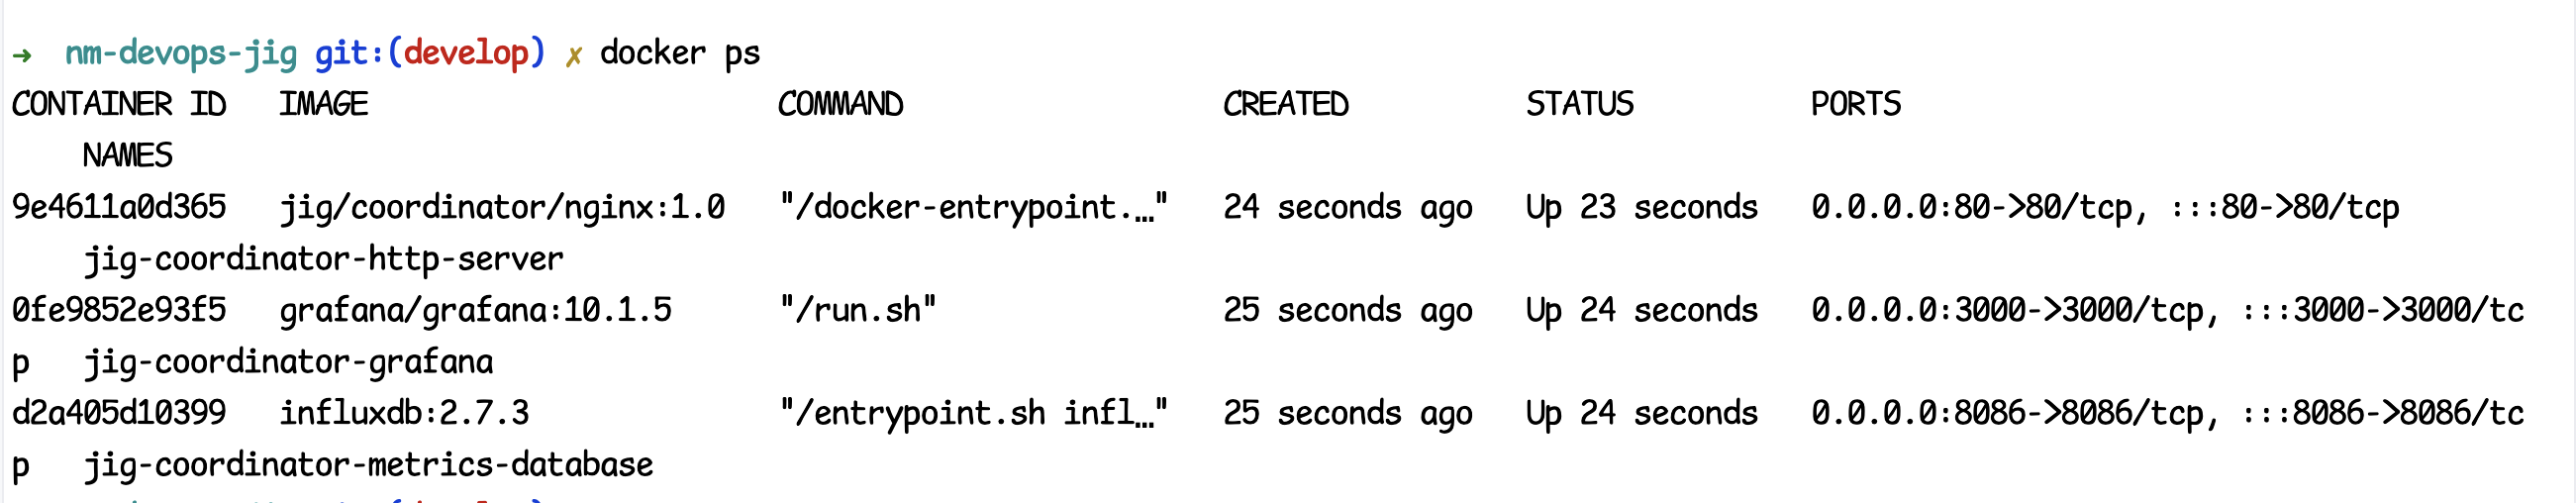 → nm-devops-jig git:(develop) ✗ docker ps
CONTAINER ID   IMAGE                       COMMAND                  CREATED          STATUS          PORTS
    NAMES
9e4611a0d365   jig/coordinator/nginx:1.0   "/docker-entrypoint.…"   24 seconds ago   Up 23 seconds   0.0.0.0:80->80/tcp, :::80->80/tcp
    jig-coordinator-http-server
0fe9852e93f5   grafana/grafana:10.1.5      "/run.sh"                25 seconds ago   Up 24 seconds   0.0.0.0:3000->3000/tcp, :::3000->3000/tc
p   jig-coordinator-grafana
d2a405d10399   influxdb:2.7.3              "/entrypoint.sh infl…"   25 seconds ago   Up 24 seconds   0.0.0.0:8086->8086/tcp, :::8086->8086/tc
p   jig-coordinator-metrics-database